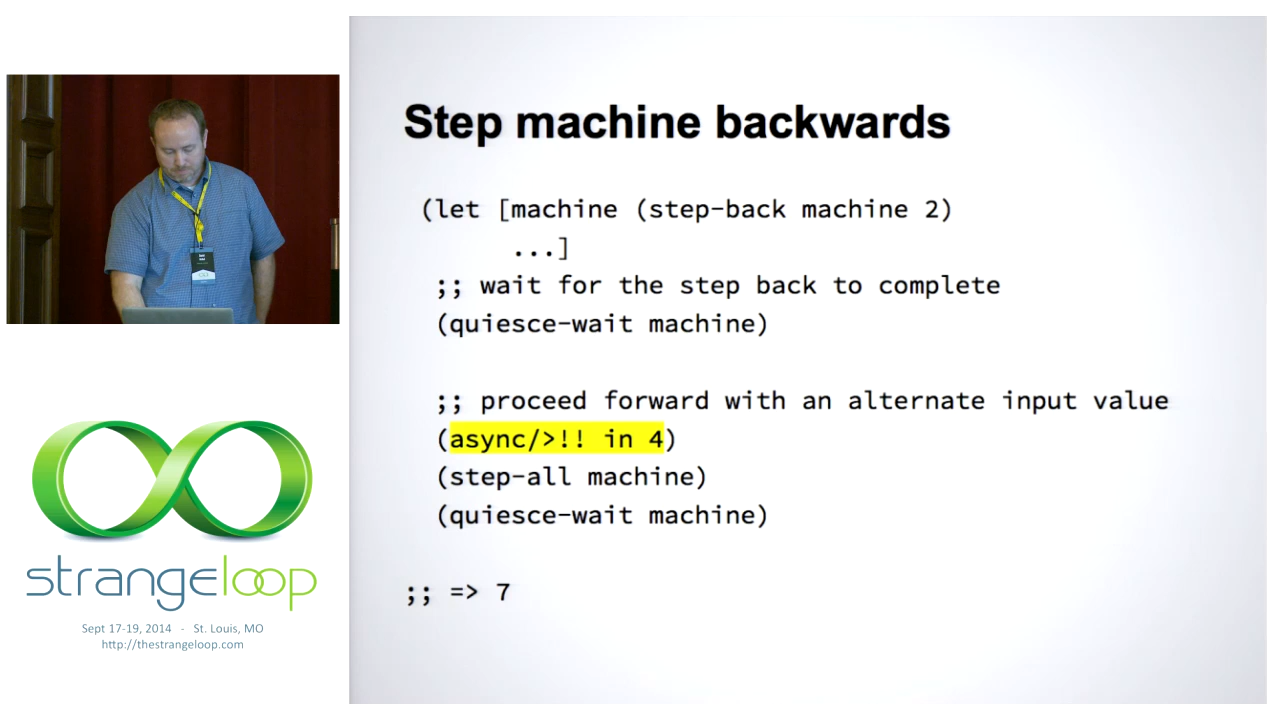 Step machine backwards
(let [machine (step-back machine 2)
...]
;; wait for the step back to complete
(quiesce-wait machine)
;; proceed forward with an alternate input value
(async/>!! in 4)
(step-all machine)
(quiesce-wait machine)
;; => 7
strangeloop
Sept 17-19, 2014 - St. Louis, MO
http://thestrangeloop.com